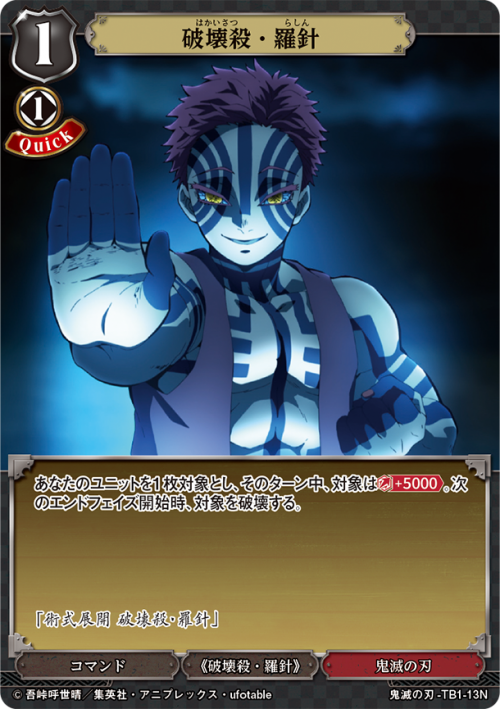 1
はかいさつ らしん
破壊殺・羅針
1
Quick
あなたのユニットを1枚対象とし、そのターン中、対象は+5000。次
のエンドフェイズ開始時、対象を破壊する。
「術式展開 破壊殺・羅針」
コマンド 《破壊殺・羅針》 鬼滅の刃
© 吾峠呼世晴／集英社・アニプレックス・ufotable 鬼滅の刃 -TB1-13N